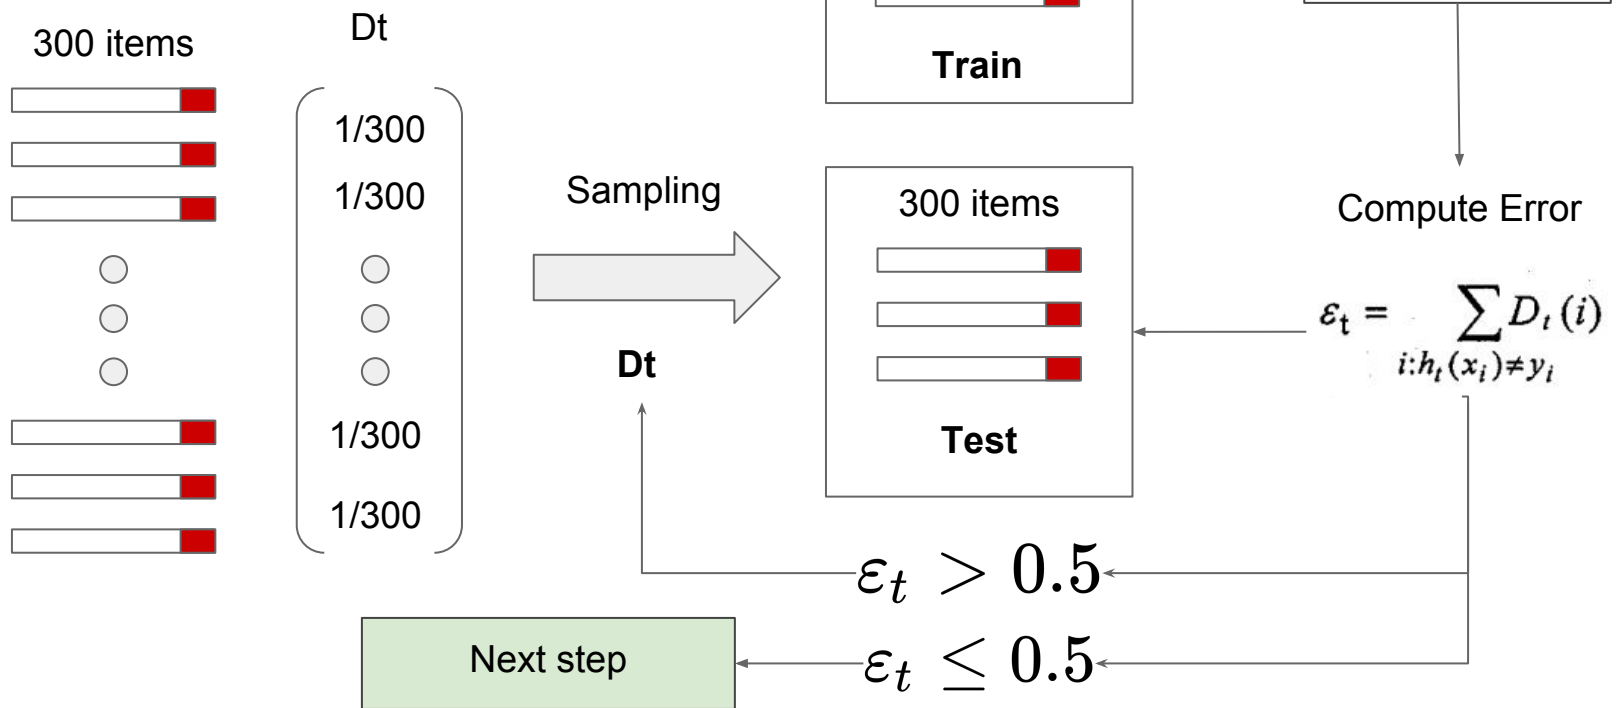 300 items
Dt
1/300
1/300
1/300
1/300
Sampling
Dt
Train
300 items
Test
Compute Error
εt = ∑ Dt (i)
i:ht(xi)≠yi
εt > 0.5
εt ≤ 0.5
Next step